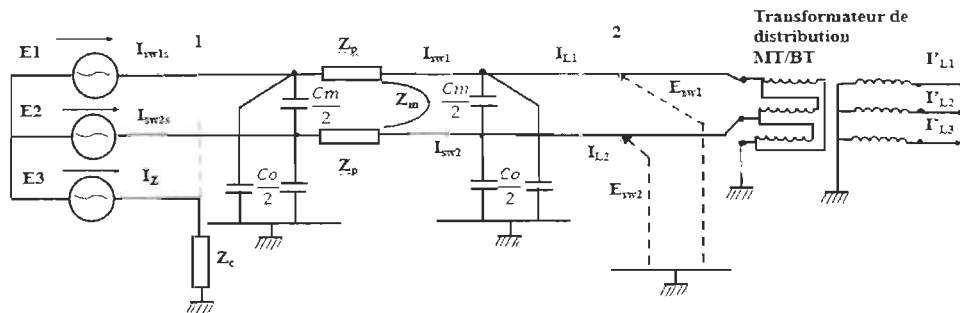 Transformateur de
distribution
MT/BT
E1
I_sw1s
1
Z_p
I_sw1
I_L1
2
I'_L1
Cm/2
Z_m
Cm/2
E_sw1
E2
I_sw2s
I'_L2
I'_L3
Z_p
I_sw2
I_L2
E3
I_Z
Co/2
Co/2
E_sw2
Z_c